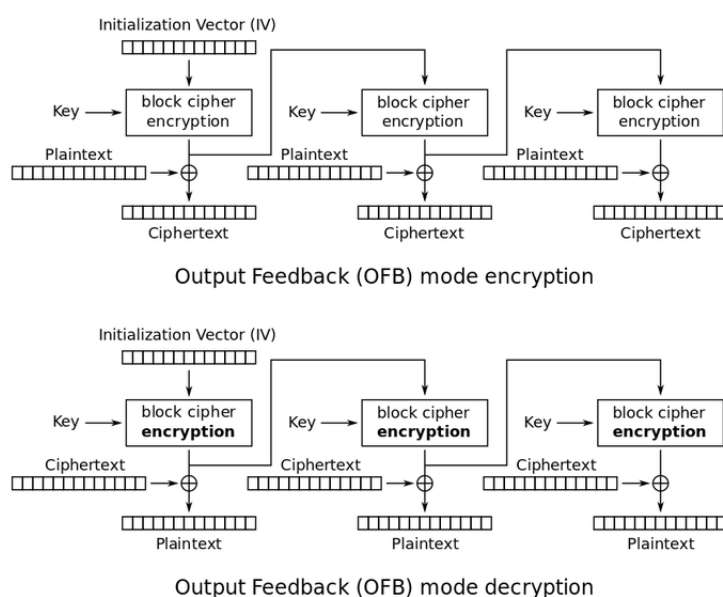 Initialization Vector (IV)
Key
block cipher
encryption
Key
block cipher
encryption
Key
block cipher
encryption
Plaintext
Plaintext
Plaintext
Ciphertext
Ciphertext
Ciphertext
Output Feedback (OFB) mode encryption
Initialization Vector (IV)
Key
block cipher
encryption
Key
block cipher
encryption
Key
block cipher
encryption
Ciphertext
Ciphertext
Ciphertext
Plaintext
Plaintext
Plaintext
Output Feedback (OFB) mode decryption